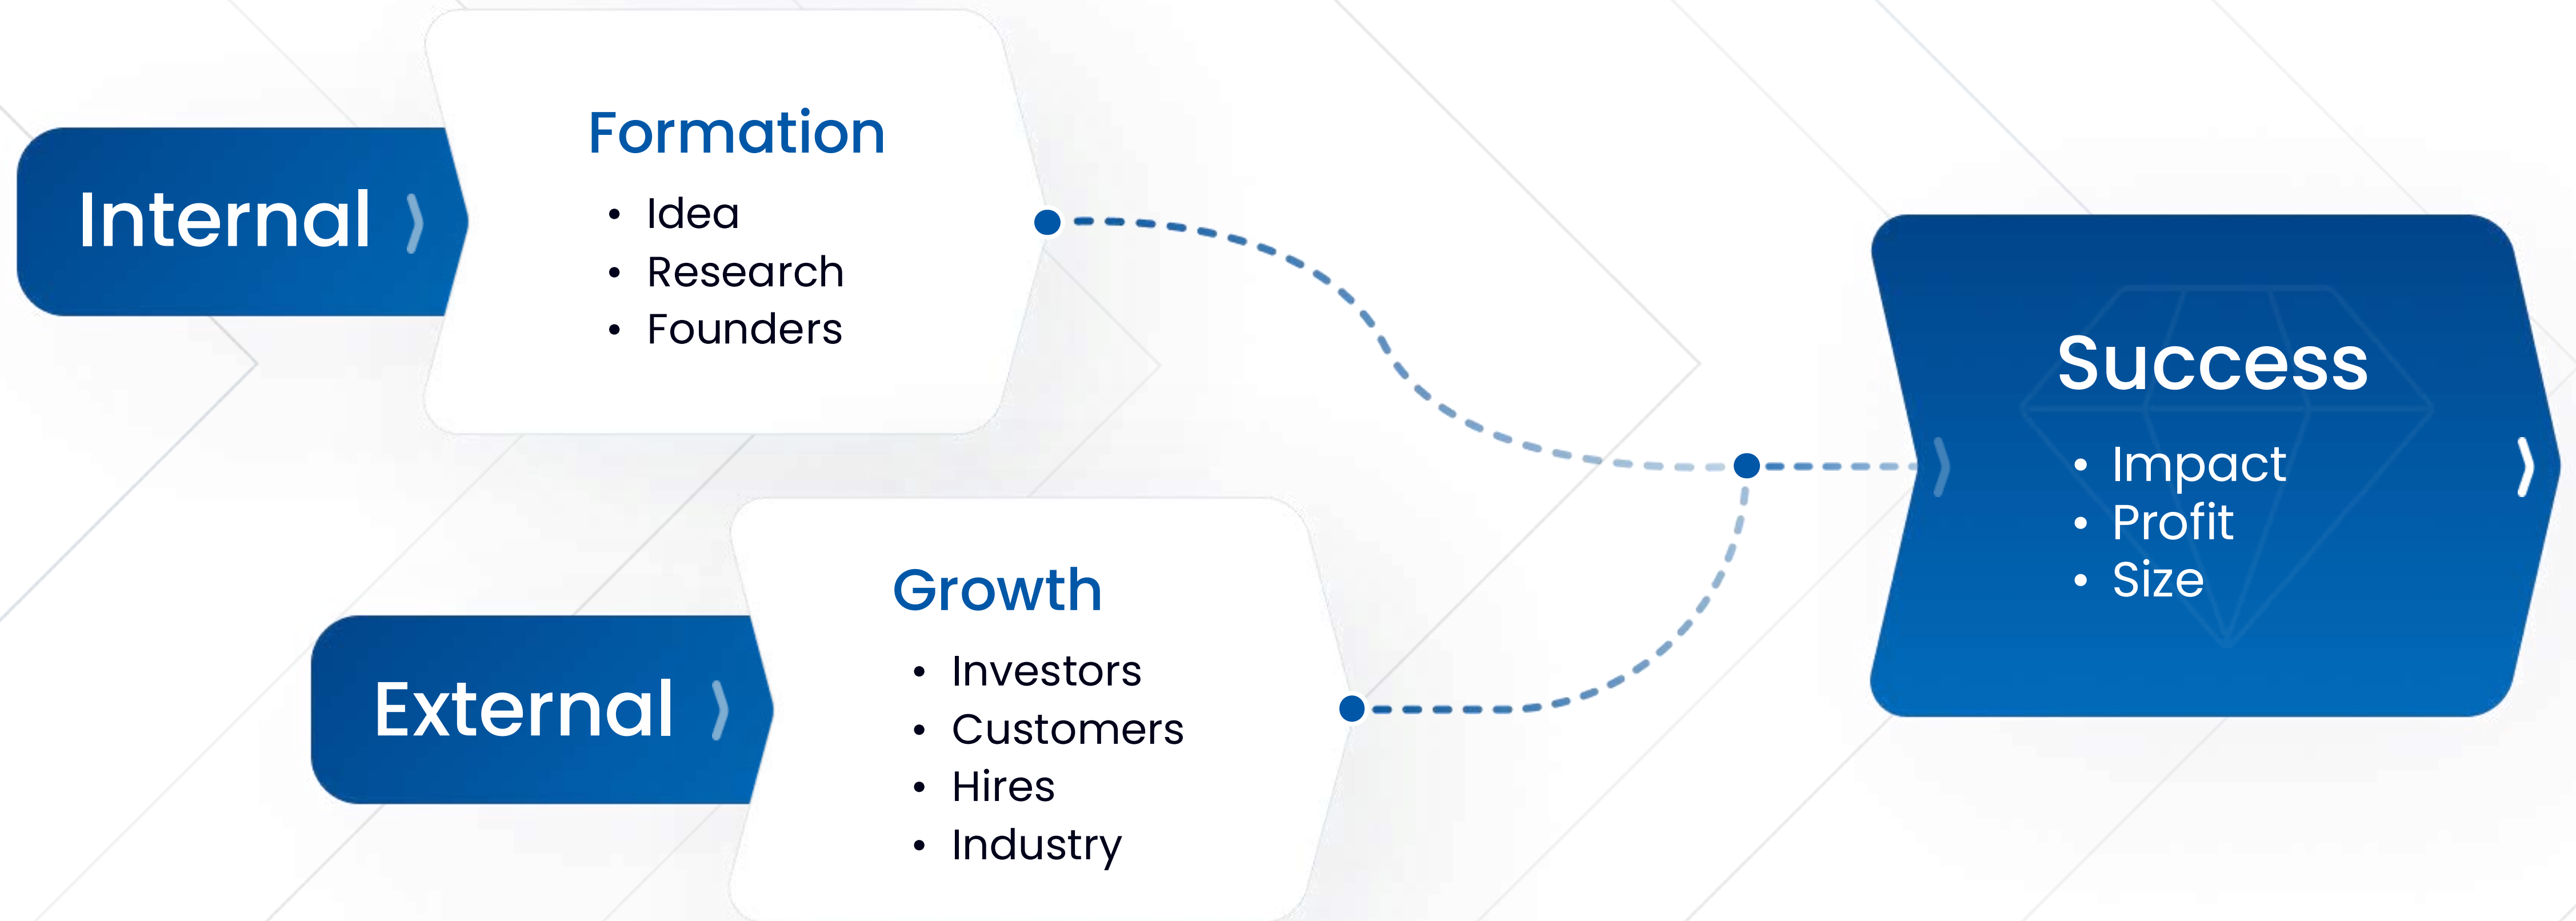 Internal
Formation
• Idea
• Research
• Founders
External
Growth
• Investors
• Customers
• Hires
• Industry
Success
• Impact
• Profit
• Size